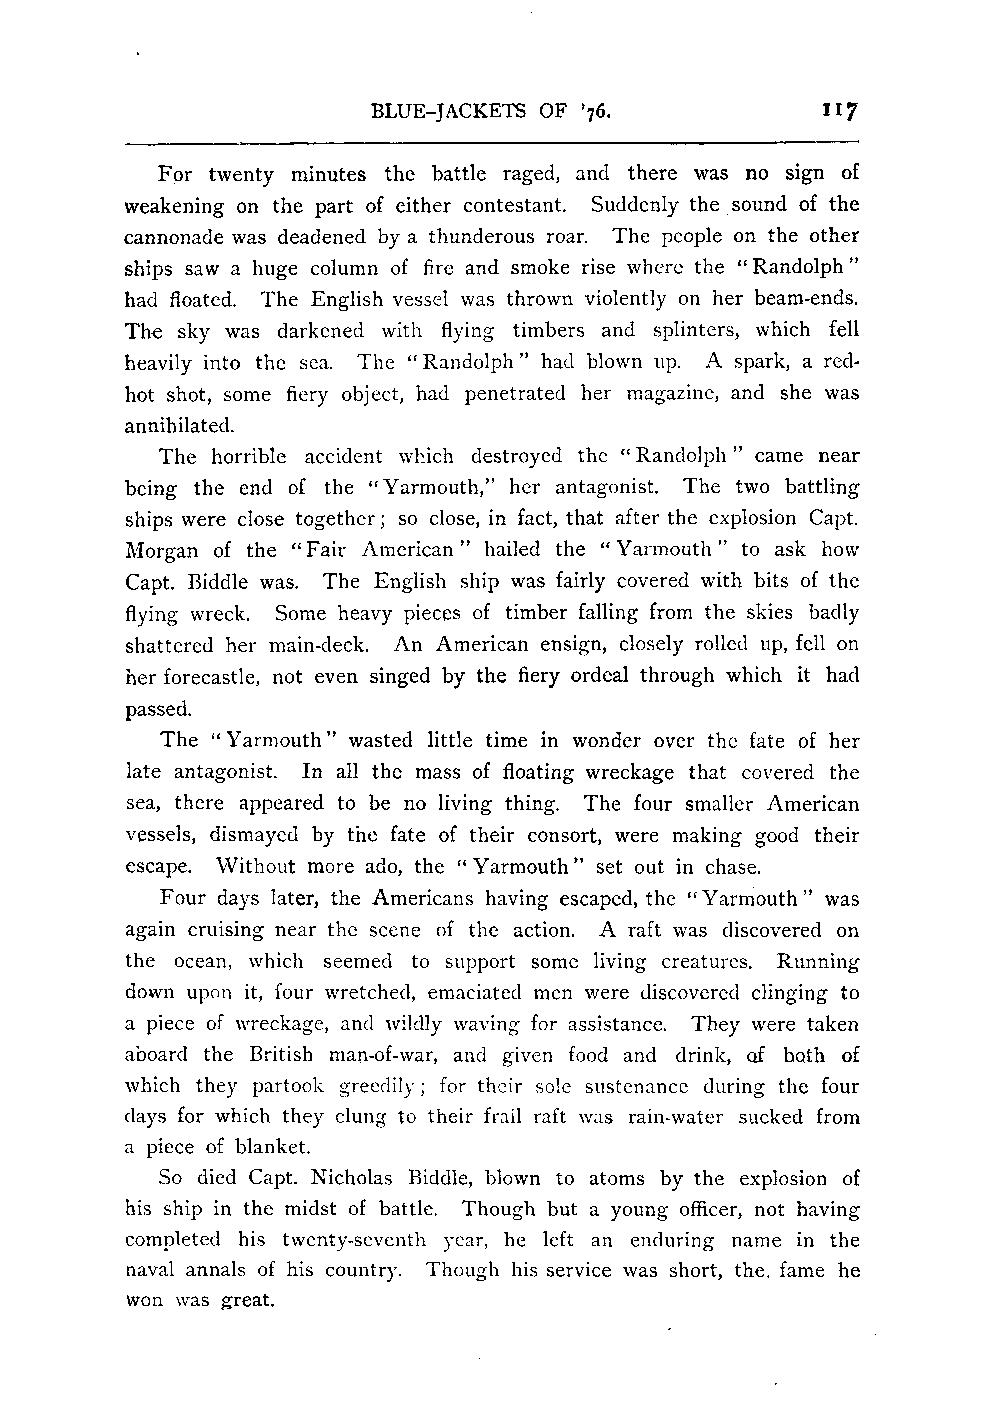 BLUE-JACKETS OF '76. 117
For twenty minutes the battle raged, and there was no sign of
weakening on the part of either contestant. Suddenly the sound of the
cannonade was deadened by a thunderous roar. The people on the other
ships saw a huge column of fire and smoke rise where the "Randolph"
had floated. The English vessel was thrown violently on her beam-ends.
The sky was darkened with flying timbers and splinters, which fell
heavily into the sea. The "Randolph" had blown up. A spark, a red-
hot shot, some fiery object, had penetrated her magazine, and she was
annihilated.
The horrible accident which destroyed the "Randolph" came near
being the end of the "Yarmouth," her antagonist. The two battling
ships were close together; so close, in fact, that after the explosion Capt.
Morgan of the "Fair American" hailed the "Yarmouth" to ask how
Capt. Biddle was. The English ship was fairly covered with bits of the
flying wreck. Some heavy pieces of timber falling from the skies badly
shattered her main-deck. An American ensign, closely rolled up, fell on
her forecastle, not even singed by the fiery ordeal through which it had
passed.
The "Yarmouth" wasted little time in wonder over the fate of her
late antagonist. In all the mass of floating wreckage that covered the
sea, there appeared to be no living thing. The four smaller American
vessels, dismayed by the fate of their consort, were making good their
escape. Without more ado, the "Yarmouth" set out in chase.
Four days later, the Americans having escaped, the "Yarmouth" was
again cruising near the scene of the action. A raft was discovered on
the ocean, which seemed to support some living creatures. Running
down upon it, four wretched, emaciated men were discovered clinging to
a piece of wreckage, and wildly waving for assistance. They were taken
aboard the British man-of-war, and given food and drink, of both of
which they partook greedily; for their sole sustenance during the four
days for which they clung to their frail raft was rain-water sucked from
a piece of blanket.
So died Capt. Nicholas Biddle, blown to atoms by the explosion of
his ship in the midst of battle. Though but a young officer, not having
completed his twenty-seventh year, he left an enduring name in the
naval annals of his country. Though his service was short, the fame he
won was great.